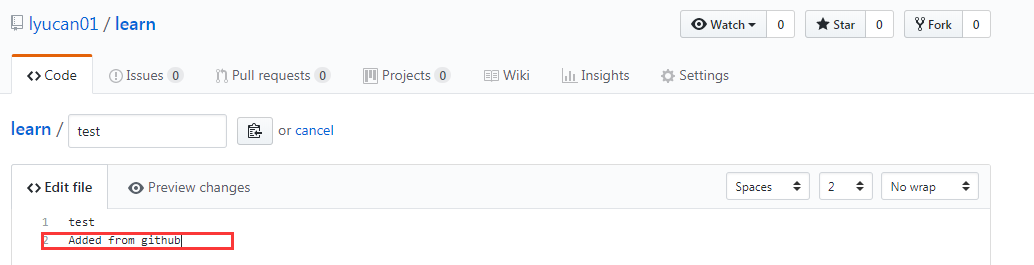 lyucan01 / learn
Watch 0 Star 0 Fork 0
Code Issues 0 Pull requests 0 Projects 0 Wiki Insights Settings
learn / test or cancel
Edit file Preview changes Spaces 2 No wrap
1 test
2 Added from github